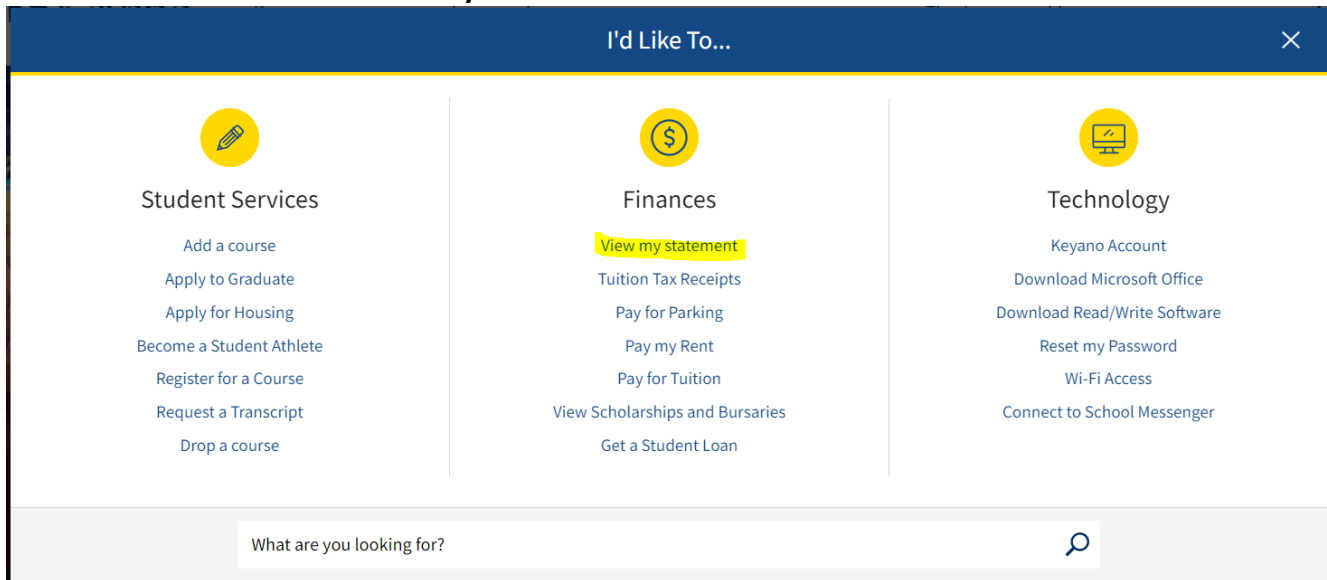 I'd Like To...
Student Services
Add a course
Apply to Graduate
Apply for Housing
Become a Student Athlete
Register for a Course
Request a Transcript
Drop a course
Finances
View my statement
Tuition Tax Receipts
Pay for Parking
Pay my Rent
Pay for Tuition
View Scholarships and Bursaries
Get a Student Loan
Technology
Keyano Account
Download Microsoft Office
Download Read/Write Software
Reset my Password
Wi-Fi Access
Connect to School Messenger
What are you looking for?